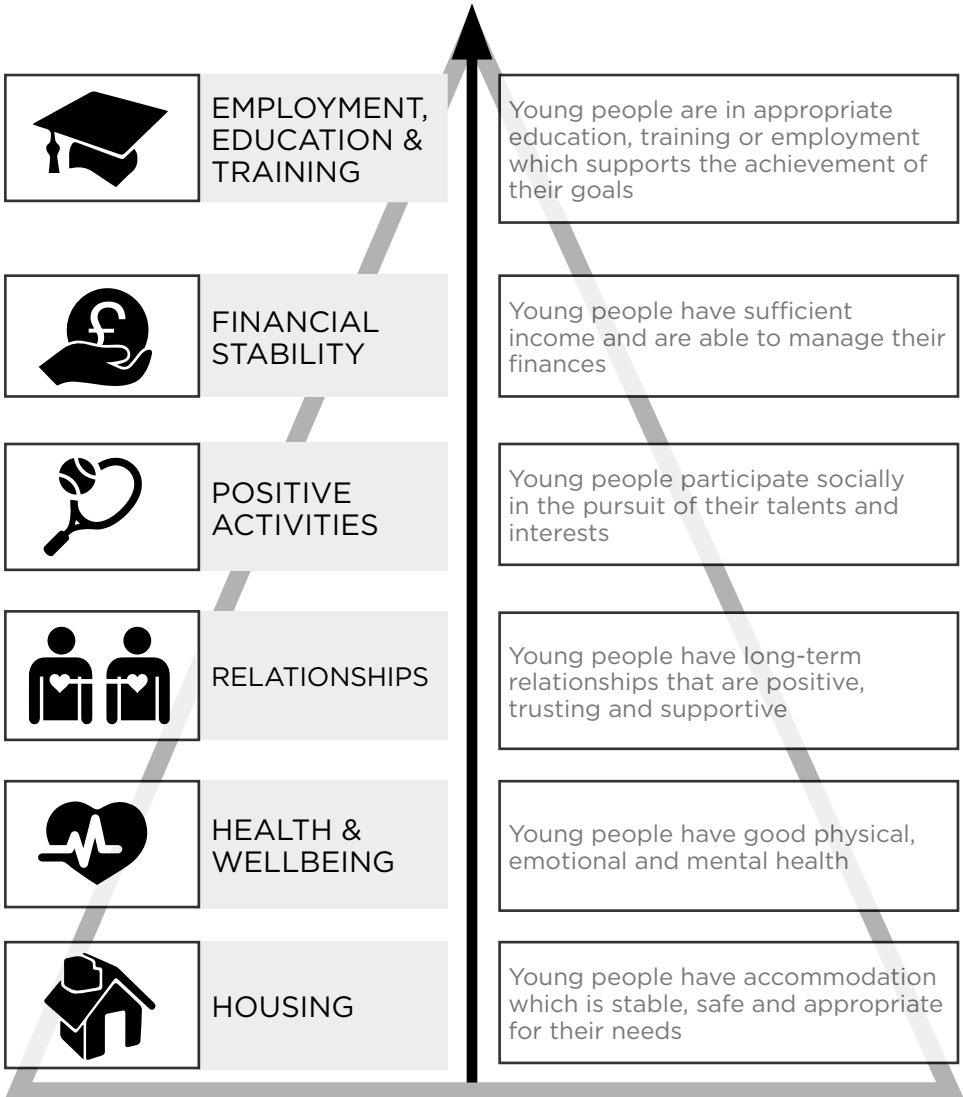 EMPLOYMENT,
EDUCATION &
TRAINING
Young people are in appropriate
education, training or employment
which supports the achievement of
their goals
£
FINANCIAL
STABILITY
Young people have sufficient
income and are able to manage their
finances
POSITIVE
ACTIVITIES
Young people participate socially
in the pursuit of their talents and
interests
RELATIONSHIPS
Young people have long-term
relationships that are positive,
trusting and supportive
HEALTH &
WELLBEING
Young people have good physical,
emotional and mental health
HOUSING
Young people have accommodation
which is stable, safe and appropriate
for their needs